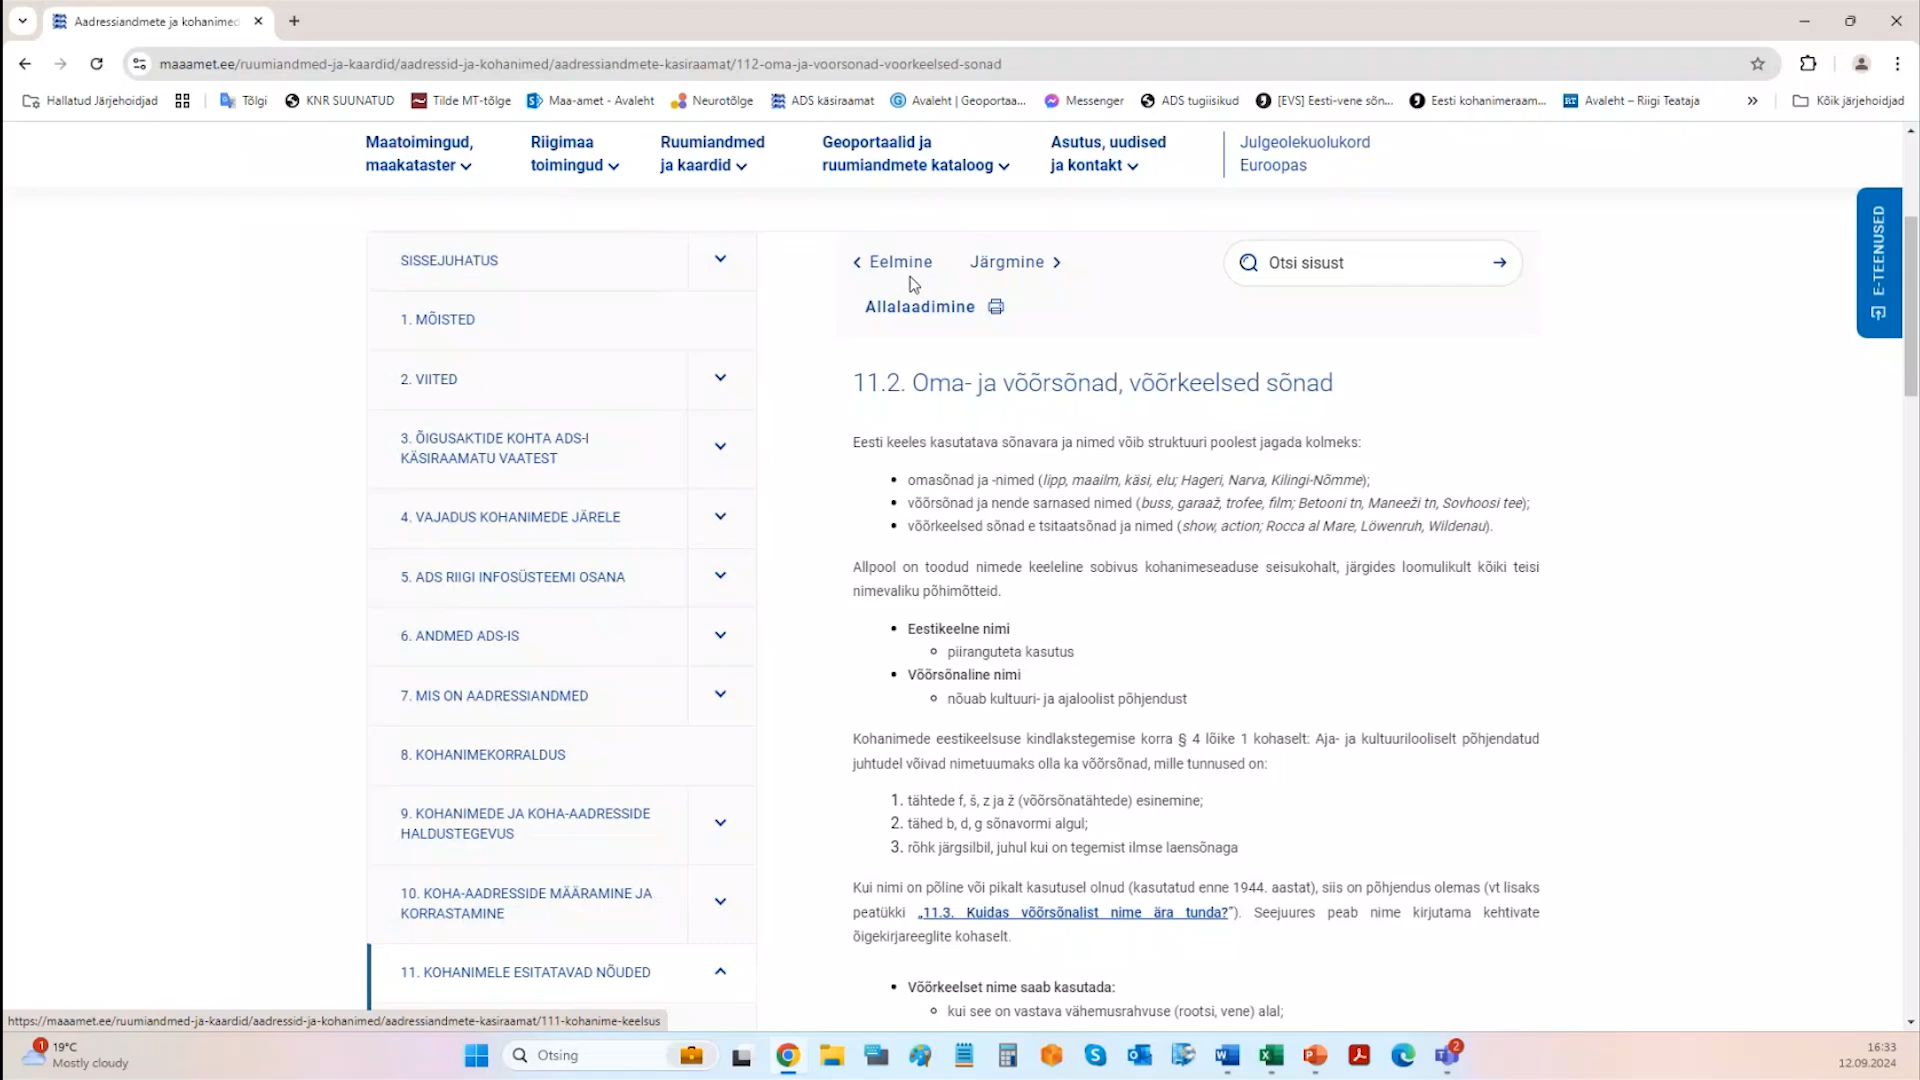 Aadressiandmete ja kohanimed
maaamet.ee/ruumiandmed-ja-kaardid/aadressid-ja-kohanimed/aadressiandmete-kasiraamat/112-oma-ja-voorsonad-voorkeelsed-sonad
Hallatud Järjehoidjad
Tõlgi
KNR SUUNATUD
Tilde MT-tõlge
Maa-amet - Avaleht
Neurotõlge
ADS käsiraamat
Avaleht | Geoportaa...
Messenger
ADS tugiisikud
[EVS] Eesti-vene sõn...
Eesti kohanimeraam...
Avaleht – Riigi Teataja
Kõik järjehoidjad
Maatoimingud,
maakataster
Riigimaa
toimingud
Ruumiandmed
ja kaardid
Geoportaalid ja
ruumiandmete kataloog
Asutus, uudised
ja kontakt
Julgeolekuolukord
Euroopas
E-TEENUSED
SISSEJUHATUS
1. MÕISTED
2. VIITED
3. ÕIGUSAKTIDE KOHTA ADS-I
KÄSIRAAMATU VAATEST
4. VAJADUS KOHANIMEDE JÄRELE
5. ADS RIIGI INFOSÜSTEEMI OSANA
6. ANDMED ADS-IS
7. MIS ON AADRESSIANDMED
8. KOHANIMEKORRALDUS
9. KOHANIMEDE JA KOHA-AADRESSIDE
HALDUSTEGEVUS
10. KOHA-AADRESSIDE MÄÄRAMINE JA
KORRASTAMINE
11. KOHANIMELE ESITATAVAD NÕUDED
Eelmine
Järgmine
Otsi sisust
Allalaadimine
11.2. Oma- ja võõrsõnad, võõrkeelsed sõnad
Eesti keeles kasutatava sõnavara ja nimed võib struktuuri poolest jagada kolmeks:
• omasõnad ja -nimed (lipp, maailm, käsi, elu; Hageri, Narva, Kilingi-Nõmme);
• võõrsõnad ja nende sarnased nimed (buss, garaaž, trofee, film; Betooni tn, Maneeži tn, Sovhoosi tee);
• võõrkeelsed sõnad e tsitaatsõnad ja nimed (show, action; Rocca al Mare, Löwenruh, Wildenau).
Allpool on toodud nimede keeleline sobivus kohanimeseaduse seisukohalt, järgides loomulikult kõiki teisi
nimevaliku põhimõtteid.
• Eestikeelne nimi
piiranguteta kasutus
• Võõrsõnaline nimi
nõuab kultuuri- ja ajaloolist põhjendust
Kohanimede eestikeelsuse kindlakstegemise korra § 4 lõike 1 kohaselt: Aja- ja kultuurilooliselt põhjendatud
juhtudel võivad nimetuumaks olla ka võõrsõnad, mille tunnused on:
1. tähtede f, š, z ja ž (võõrsõnatähtede) esinemine;
2. tähed b, d, g sõnavormi algul;
3. rõhk järgsilbil, juhul kui on tegemist ilmse laensõnaga
Kui nimi on põline või pikalt kasutusel olnud (kasutatud enne 1944. aastat), siis on põhjendus olemas (vt lisaks
peatükki „11.3. Kuidas võõrsõnalist nime ära tunda?"). Seejuures peab nime kirjutama kehtivate
õigekirjareeglite kohaselt.
• Võõrkeelset nime saab kasutada:
kui see on vastava vähemusrahvuse (rootsi, vene) alal;
https://maaamet.ee/ruumiandmed-ja-kaardid/aadressid-ja-kohanimed/aadressiandmete-kasiraamat/111-kohanime-keelsus
1
19°C
Mostly cloudy
Otsing
2
16:33
12.09.2024